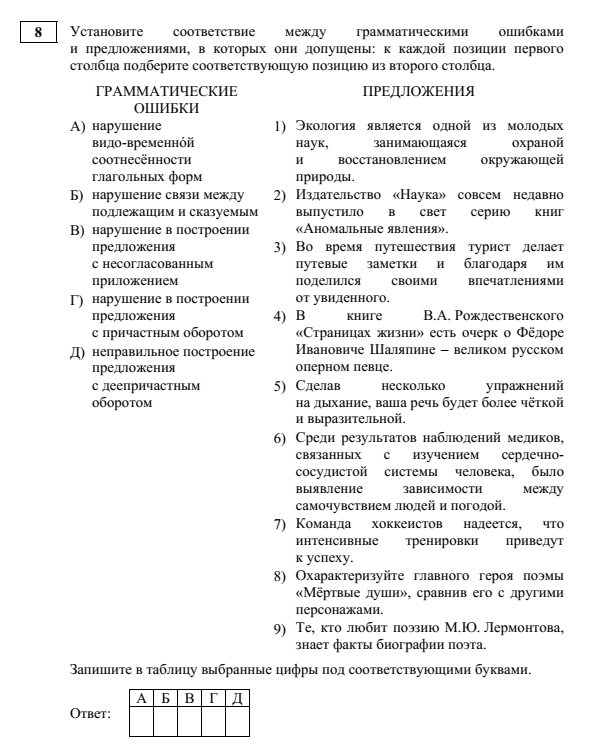 8
Установите соответствие между грамматическими ошибками
и предложениями, в которых они допущены: к каждой позиции первого
столбца подберите соответствующую позицию из второго столбца.
ГРАММАТИЧЕСКИЕ
ОШИБКИ
А) нарушение
видо-временно́й
соотнесённости
глагольных форм
Б) нарушение связи между
подлежащим и сказуемым
В) нарушение в построении
предложения
с несогласованным
приложением
Г) нарушение в построении
предложения
с причастным оборотом
Д) неправильное построение
предложения
с деепричастным
оборотом
ПРЕДЛОЖЕНИЯ
1) Экология является одной из молодых
наук, занимающаяся охраной
и восстановлением окружающей
природы.
2) Издательство «Наука» совсем недавно
выпустило в свет серию книг
«Аномальные явления».
3) Во время путешествия турист делает
путевые заметки и благодаря им
поделился своими впечатлениями
от увиденного.
4) В книге В.А. Рождественского
«Страницах жизни» есть очерк о Фёдоре
Ивановиче Шаляпине – великом русском
оперном певце.
5) Сделав несколько упражнений
на дыхание, ваша речь будет более чёткой
и выразительной.
6) Среди результатов наблюдений медиков,
связанных с изучением сердечно-
сосудистой системы человека, было
выявление зависимости между
самочувствием людей и погодой.
7) Команда хоккеистов надеется, что
интенсивные тренировки приведут
к успеху.
8) Охарактеризуйте главного героя поэмы
«Мёртвые души», сравнив его с другими
персонажами.
9) Те, кто любит поэзию М.Ю. Лермонтова,
знает факты биографии поэта.
Запишите в таблицу выбранные цифры под соответствующими буквами.
А Б В Г Д
Ответ: